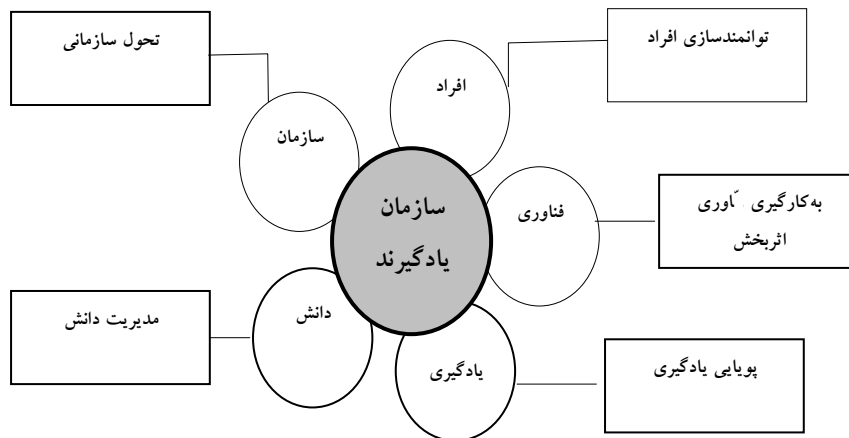 توانمندسازی افراد
تحول سازمانی
افراد
سازمان
سازمان
یادگیرند
فناوری
به‌کارگیری
اثربخش
دانش
مدیریت دانش
یادگیری
پویایی یادگیری